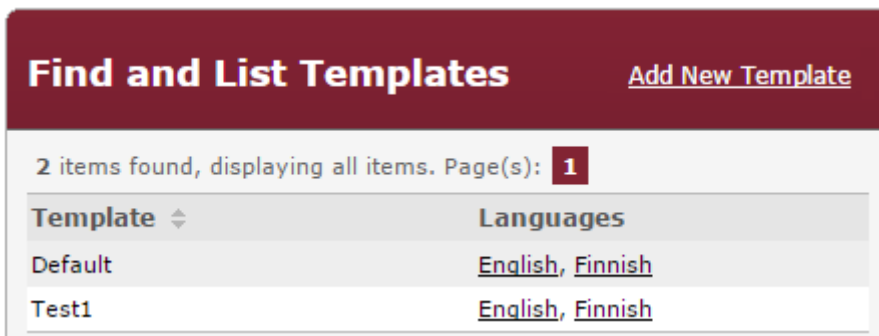 Find and List Templates Add New Template
2 items found, displaying all items. Page(s): 1
Template Languages
Default English, Finnish
Test1 English, Finnish